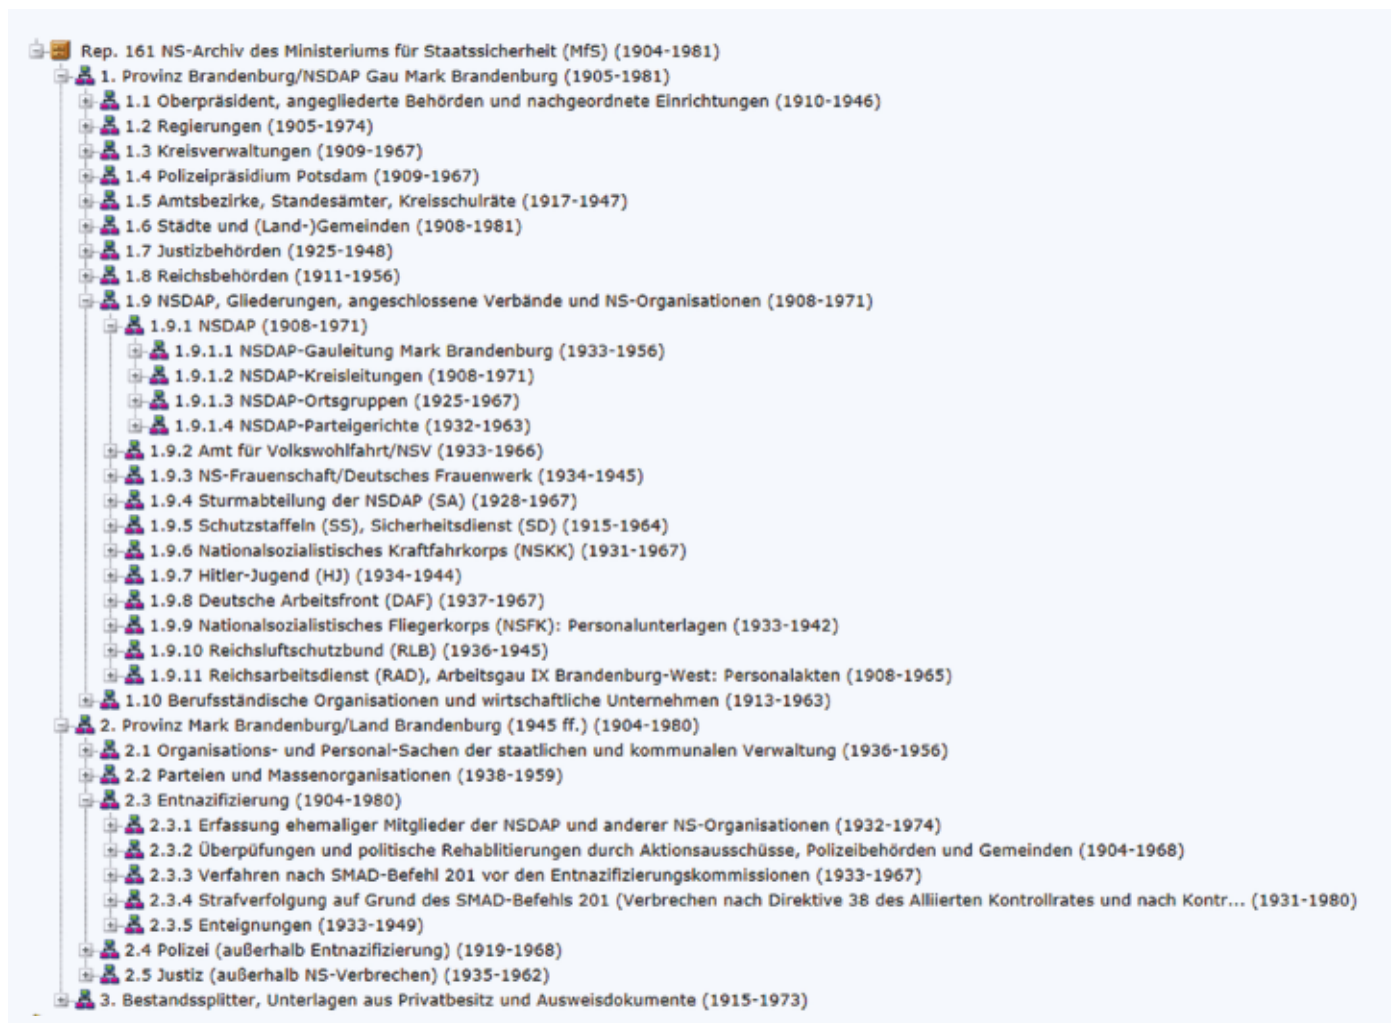 Rep. 161 NS-Archiv des Ministeriums für Staatssicherheit (MfS) (1904-1981)
1. Provinz Brandenburg/NSDAP Gau Mark Brandenburg (1905-1981)
1.1 Oberpräsident, angegliederte Behörden und nachgeordnete Einrichtungen (1910-1946)
1.2 Regierungen (1905-1974)
1.3 Kreisverwaltungen (1909-1967)
1.4 Polizeipräsidium Potsdam (1909-1967)
1.5 Amtsbezirke, Standesämter, Kreisschulräte (1917-1947)
1.6 Städte und (Land-)Gemeinden (1908-1981)
1.7 Justizbehörden (1925-1948)
1.8 Reichsbehörden (1911-1956)
1.9 NSDAP, Gliederungen, angeschlossene Verbände und NS-Organisationen (1908-1971)
1.9.1 NSDAP (1908-1971)
1.9.1.1 NSDAP-Gauleitung Mark Brandenburg (1933-1956)
1.9.1.2 NSDAP-Kreisleitungen (1908-1971)
1.9.1.3 NSDAP-Ortsgruppen (1925-1967)
1.9.1.4 NSDAP-Parteigerichte (1932-1963)
1.9.2 Amt für Volkswohlfahrt/NSV (1933-1966)
1.9.3 NS-Frauenschaft/Deutsches Frauenwerk (1934-1945)
1.9.4 Sturmabteilung der NSDAP (SA) (1928-1967)
1.9.5 Schutzstaffeln (SS), Sicherheitsdienst (SD) (1915-1964)
1.9.6 Nationalsozialistisches Kraftfahrkorps (NSKK) (1931-1967)
1.9.7 Hitler-Jugend (HJ) (1934-1944)
1.9.8 Deutsche Arbeitsfront (DAF) (1937-1967)
1.9.9 Nationalsozialistisches Fliegerkorps (NSFK): Personalunterlagen (1933-1942)
1.9.10 Reichsluftschutzbund (RLB) (1936-1945)
1.9.11 Reichsarbeitsdienst (RAD), Arbeitsgau IX Brandenburg-West: Personalakten (1908-1965)
1.10 Berufsständische Organisationen und wirtschaftliche Unternehmen (1913-1963)
2. Provinz Mark Brandenburg/Land Brandenburg (1945 ff.) (1904-1980)
2.1 Organisations- und Personal-Sachen der staatlichen und kommunalen Verwaltung (1936-1956)
2.2 Parteien und Massenorganisationen (1938-1959)
2.3 Entnazifizierung (1904-1980)
2.3.1 Erfassung ehemaliger Mitglieder der NSDAP und anderer NS-Organisationen (1932-1974)
2.3.2 Überpüfungen und politische Rehablitierungen durch Aktionsausschüsse, Polizeibehörden und Gemeinden (1904-1968)
2.3.3 Verfahren nach SMAD-Befehl 201 vor den Entnazifizierungskommissionen (1933-1967)
2.3.4 Strafverfolgung auf Grund des SMAD-Befehls 201 (Verbrechen nach Direktive 38 des Alliierten Kontrollrates und nach Kontr... (1931-1980)
2.3.5 Enteignungen (1933-1949)
2.4 Polizei (außerhalb Entnazifizierung) (1919-1968)
2.5 Justiz (außerhalb NS-Verbrechen) (1935-1962)
3. Bestandssplitter, Unterlagen aus Privatbesitz und Ausweisdokumente (1915-1973)